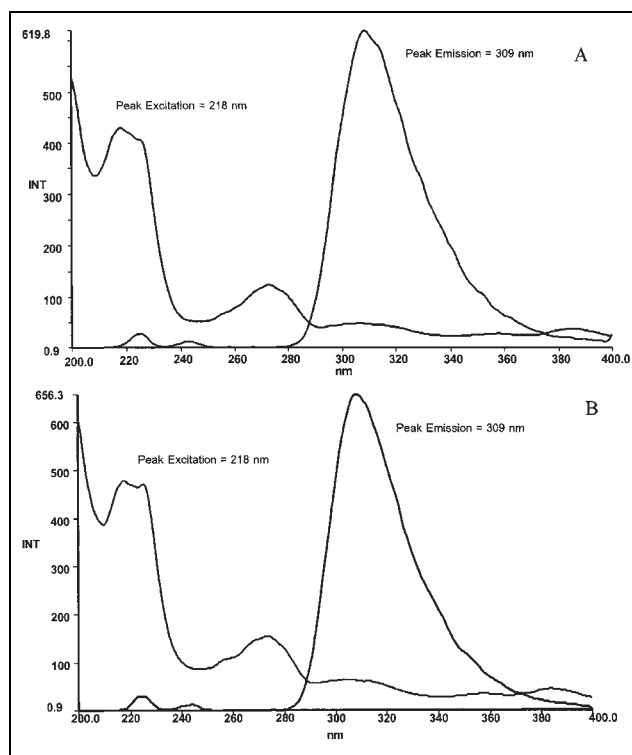 619.8
A
Peak Emission = 309 nm
500
Peak Excitation = 218 nm
400
INT
300
200
100
0.9
200.0 220 240 260 280 300 320 340 360 380 400.0
nm
656.3
B
600
Peak Emission = 309 nm
500
Peak Excitation = 218 nm
400
INT
300
200
100
0.9
200.0 220 240 260 280 300 320 340 360 380 400.0
nm